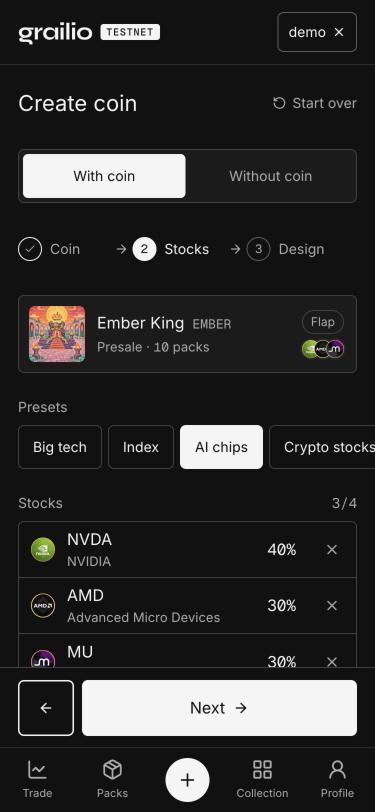 grailio TESTNET
demo ×
Create coin
Start over
With coin
Without coin
Coin → 2 Stocks → 3 Design
Ember King EMBER
Flap
Presale · 10 packs
Presets
Big tech
Index
AI chips
Crypto stocks
Stocks
3/4
NVDA
40%
NVIDIA
AMD
30%
Advanced Micro Devices
MU
30%
Next →
Trade
Packs
Collection
Profile